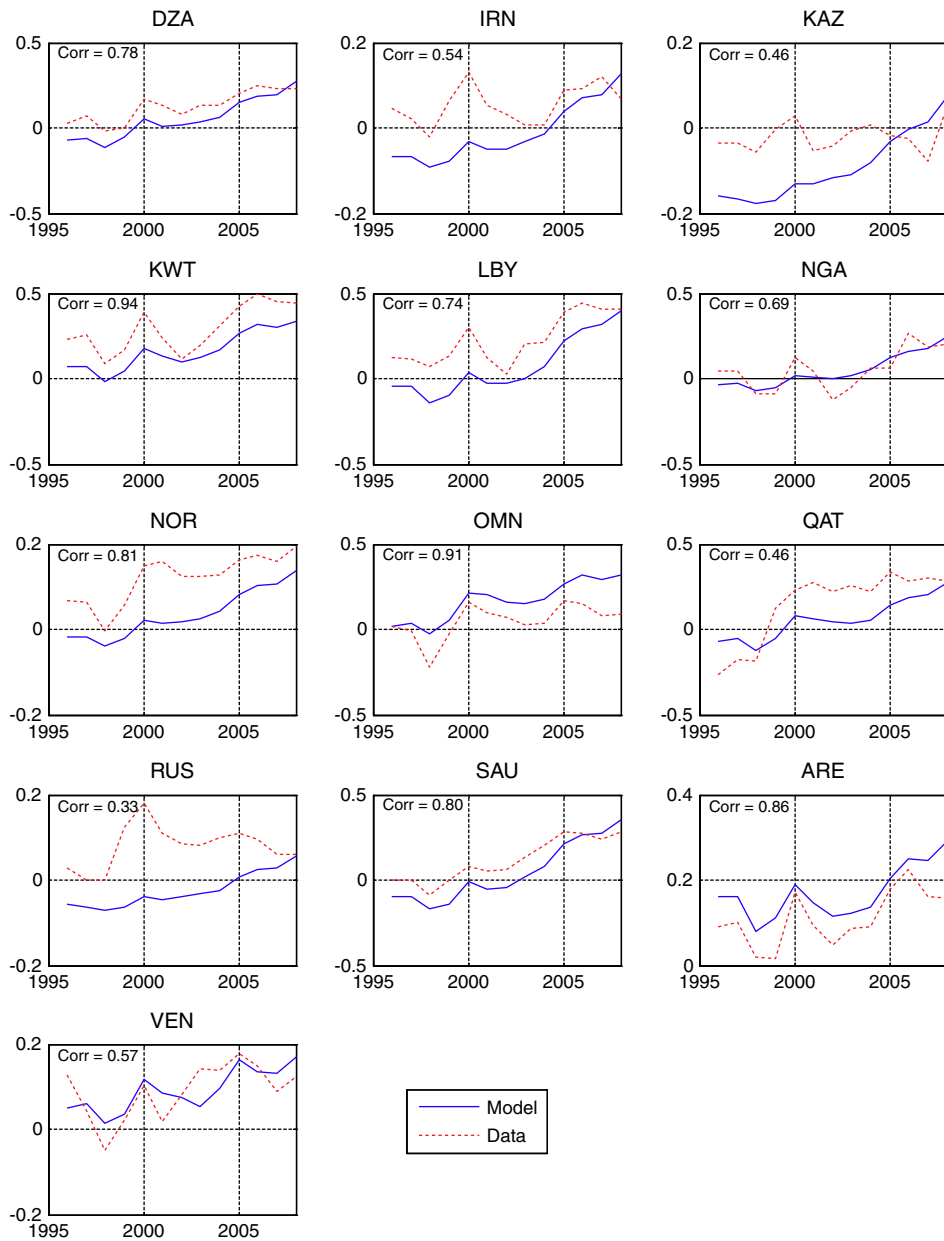 DZA
Corr = 0.78
0.5
0
-0.5
1995 2000 2005
IRN
Corr = 0.54
0.2
0
-0.2
1995 2000 2005
KAZ
Corr = 0.46
0.2
0
-0.2
1995 2000 2005
KWT
Corr = 0.94
0.5
0
-0.5
1995 2000 2005
LBY
Corr = 0.74
0.5
0
-0.5
1995 2000 2005
NGA
Corr = 0.69
0.5
0
-0.5
1995 2000 2005
NOR
Corr = 0.81
0.2
0
-0.2
1995 2000 2005
OMN
Corr = 0.91
0.5
0
-0.5
1995 2000 2005
QAT
Corr = 0.46
0.5
0
-0.5
1995 2000 2005
RUS
Corr = 0.33
0.2
0
-0.2
1995 2000 2005
SAU
Corr = 0.80
0.5
0
-0.5
1995 2000 2005
ARE
Corr = 0.86
0.4
0.2
0
1995 2000 2005
VEN
Corr = 0.57
0.2
0
-0.2
1995 2000 2005
Model
Data